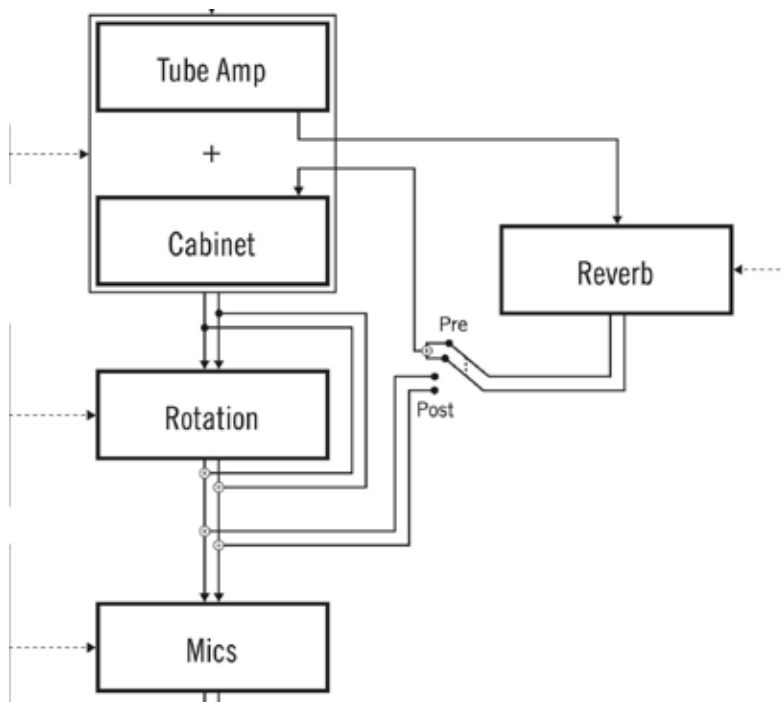 Tube Amp
+
Cabinet
Reverb
Pre
Post
Rotation
Mics